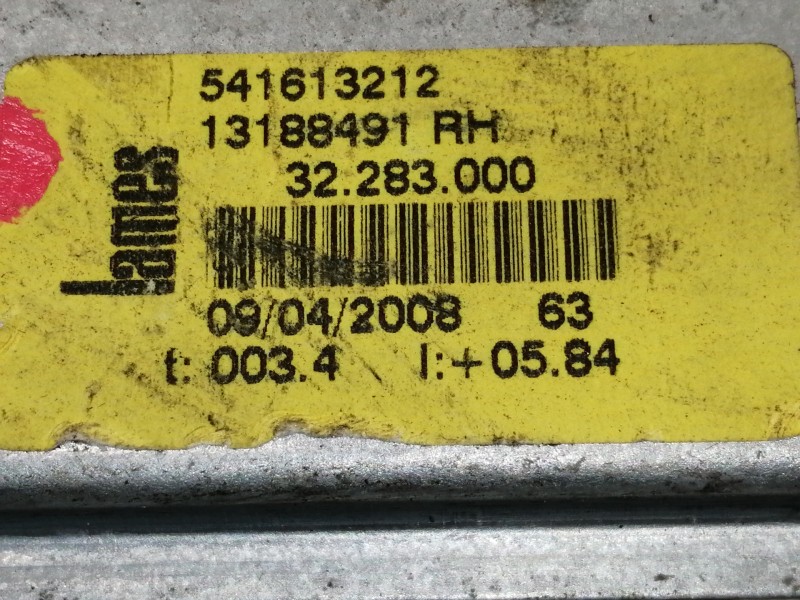 541613212
13188491 RH
32.283.000
Lames
09/04/2008 63
t: 003.4 l:+05.84